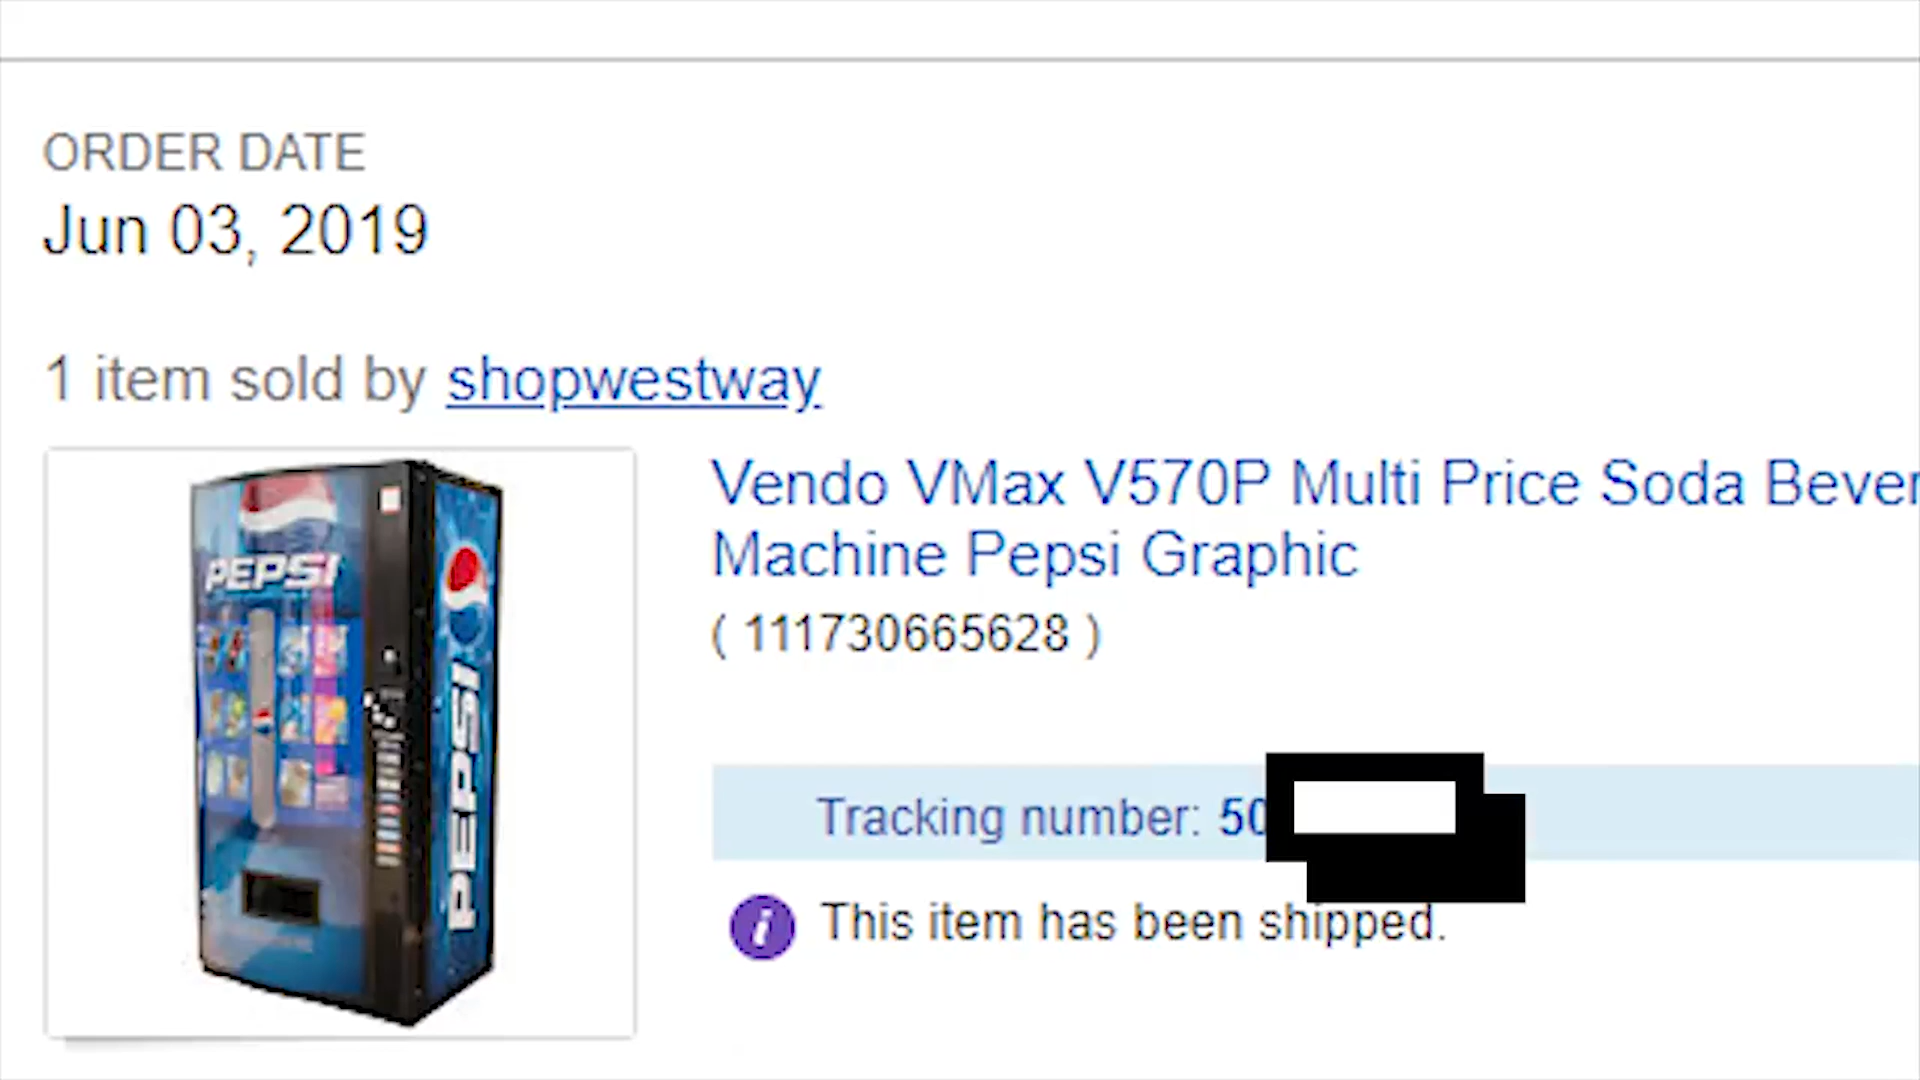 ORDER DATE
Jun 03, 2019
1 item sold by shopwestway
Vendo VMax V570P Multi Price Soda Bever
Machine Pepsi Graphic
( 111730665628 )
Tracking number: 50
This item has been shipped.
PEPSI
PEPSI